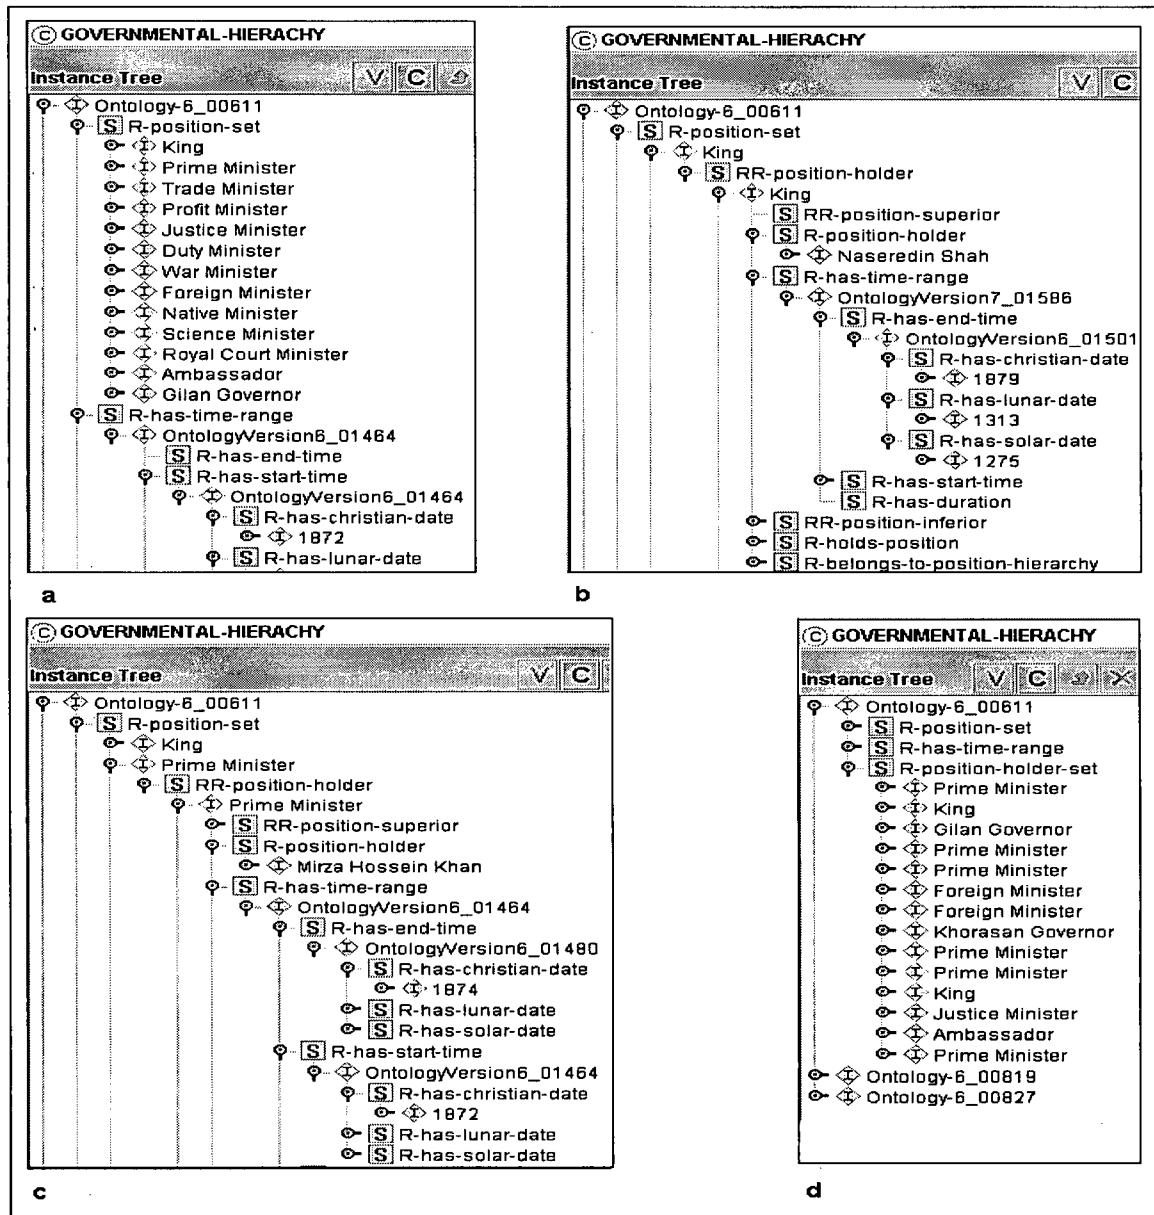 GOVERNMENTAL-HIERACHY
Instance Tree V C
Ontology-6_00611
S R-position-set
I King
I Prime Minister
I Trade Minister
I Profit Minister
I Justice Minister
I Duty Minister
I War Minister
I Foreign Minister
I Native Minister
I Science Minister
I Royal Court Minister
I Ambassador
I Gilan Governor
S R-has-time-range
I OntologyVersion6_01464
S R-has-end-time
S R-has-start-time
I OntologyVersion6_01464
S R-has-christian-date
I 1872
S R-has-lunar-date
a
C GOVERNMENTAL-HIERACHY
Instance Tree V C
I Ontology-6_00611
S R-position-set
I King
S RR-position-holder
I King
S RR-position-superior
S R-position-holder
I Naseredin Shah
S R-has-time-range
I OntologyVersion7_01586
S R-has-end-time
I OntologyVersion6_01501
S R-has-christian-date
I 1879
S R-has-lunar-date
I 1313
S R-has-solar-date
I 1275
S R-has-start-time
S R-has-duration
S RR-position-inferior
S R-holds-position
S R-belongs-to-position-hierarchy
b
C GOVERNMENTAL-HIERACHY
Instance Tree V C
I Ontology-6_00611
S R-position-set
I King
I Prime Minister
S RR-position-holder
I Prime Minister
S RR-position-superior
S R-position-holder
I Mirza Hossein Khan
S R-has-time-range
I OntologyVersion6_01464
S R-has-end-time
I OntologyVersion6_01480
S R-has-christian-date
I 1874
S R-has-lunar-date
S R-has-solar-date
S R-has-start-time
I OntologyVersion6_01464
S R-has-christian-date
I 1872
S R-has-lunar-date
S R-has-solar-date
c
C GOVERNMENTAL-HIERACHY
Instance Tree V C
I Ontology-6_00611
S R-position-set
S R-has-time-range
S R-position-holder-set
I Prime Minister
I King
I Gilan Governor
I Prime Minister
I Prime Minister
I Foreign Minister
I Foreign Minister
I Khorasan Governor
I Prime Minister
I Prime Minister
I King
I Justice Minister
I Ambassador
I Prime Minister
I Ontology-6_00819
I Ontology-6_00827
d